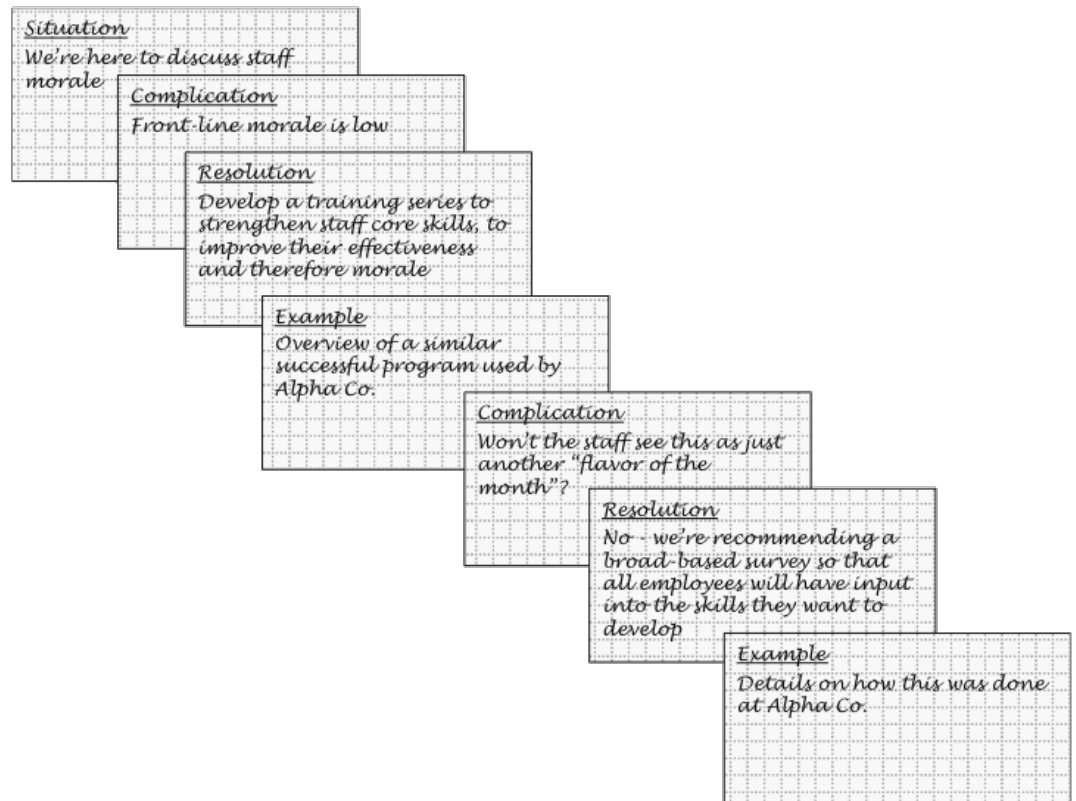 Situation
We're here to discuss staff
morale
Complication
Front-line morale is low
Resolution
Develop a training series to
strengthen staff core skills, to
improve their effectiveness
and therefore morale
Example
Overview of a similar
successful program used by
Alpha Co.
Complication
Won't the staff see this as just
another “flavor of the
month”?
Resolution
No - we're recommending a
broad-based survey so that
all employees will have input
into the skills they want to
develop
Example
Details on how this was done
at Alpha Co.